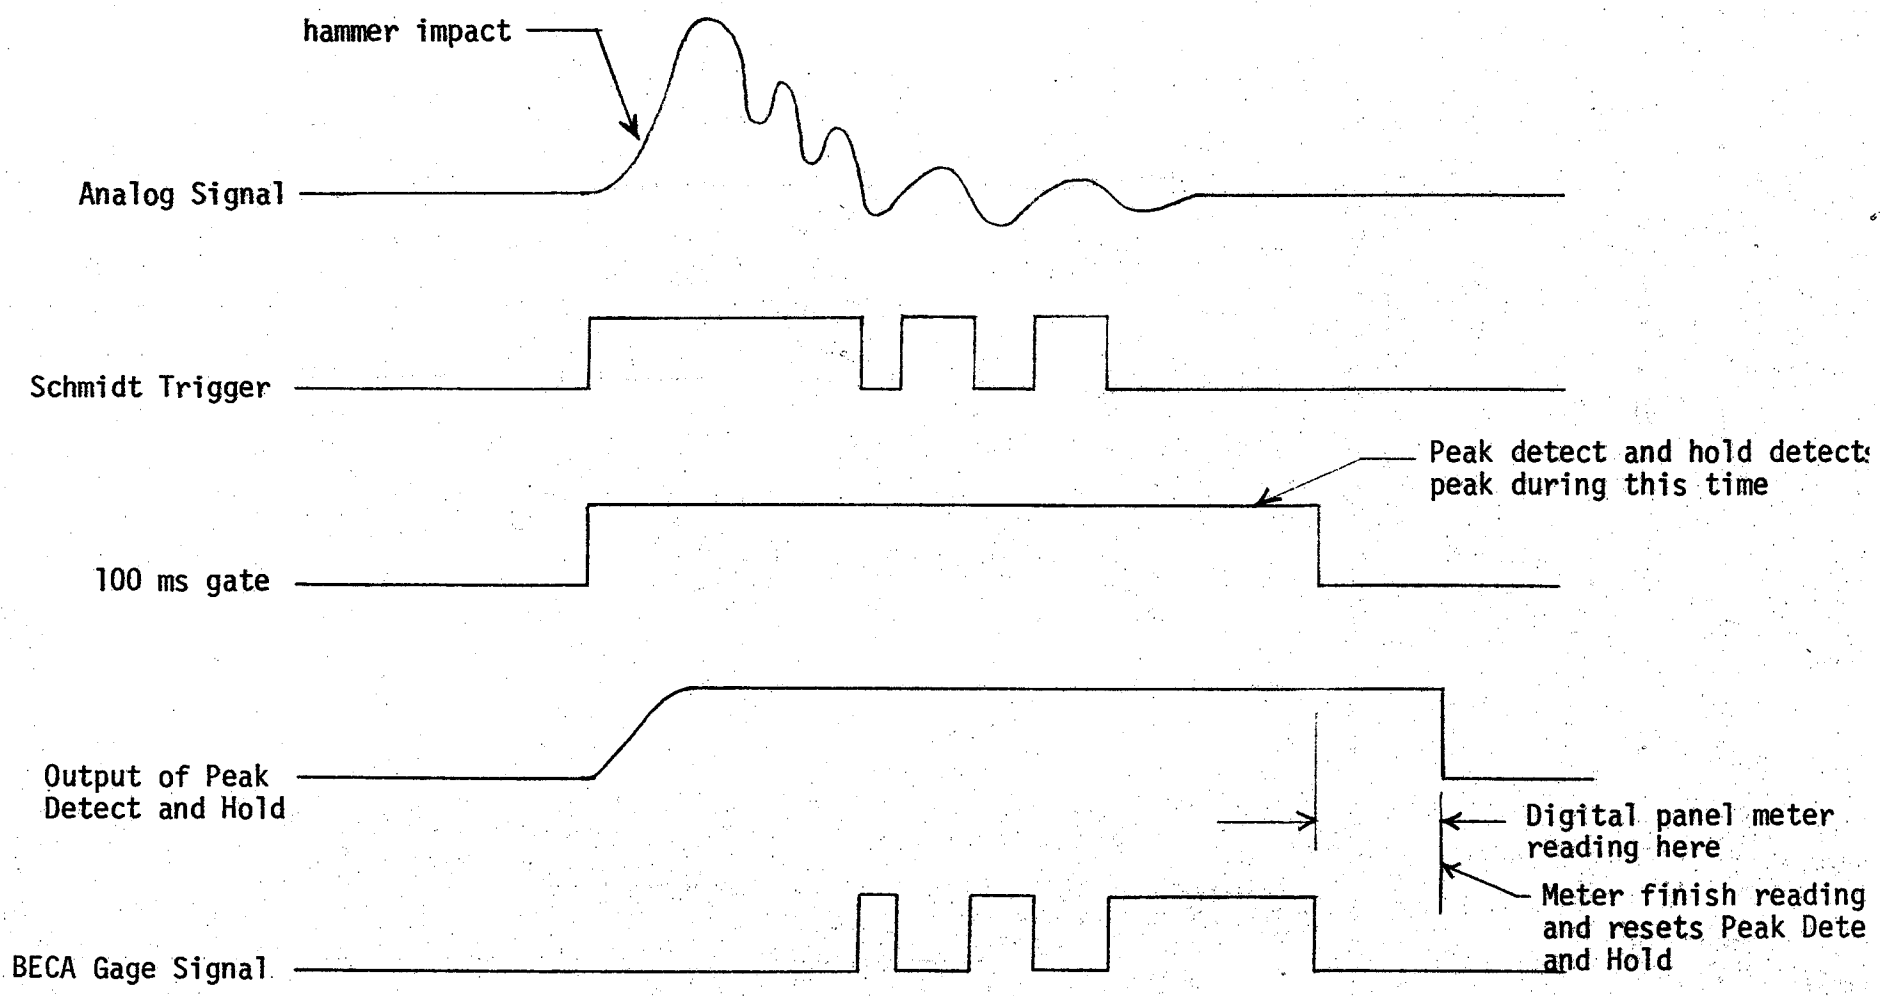 hammer impact
Analog Signal
Schmidt Trigger
Peak detect and hold detects
peak during this time
100 ms gate
Output of Peak
Detect and Hold
Digital panel meter
reading here
Meter finish reading
and resets Peak Dete
and Hold
BECA Gage Signal